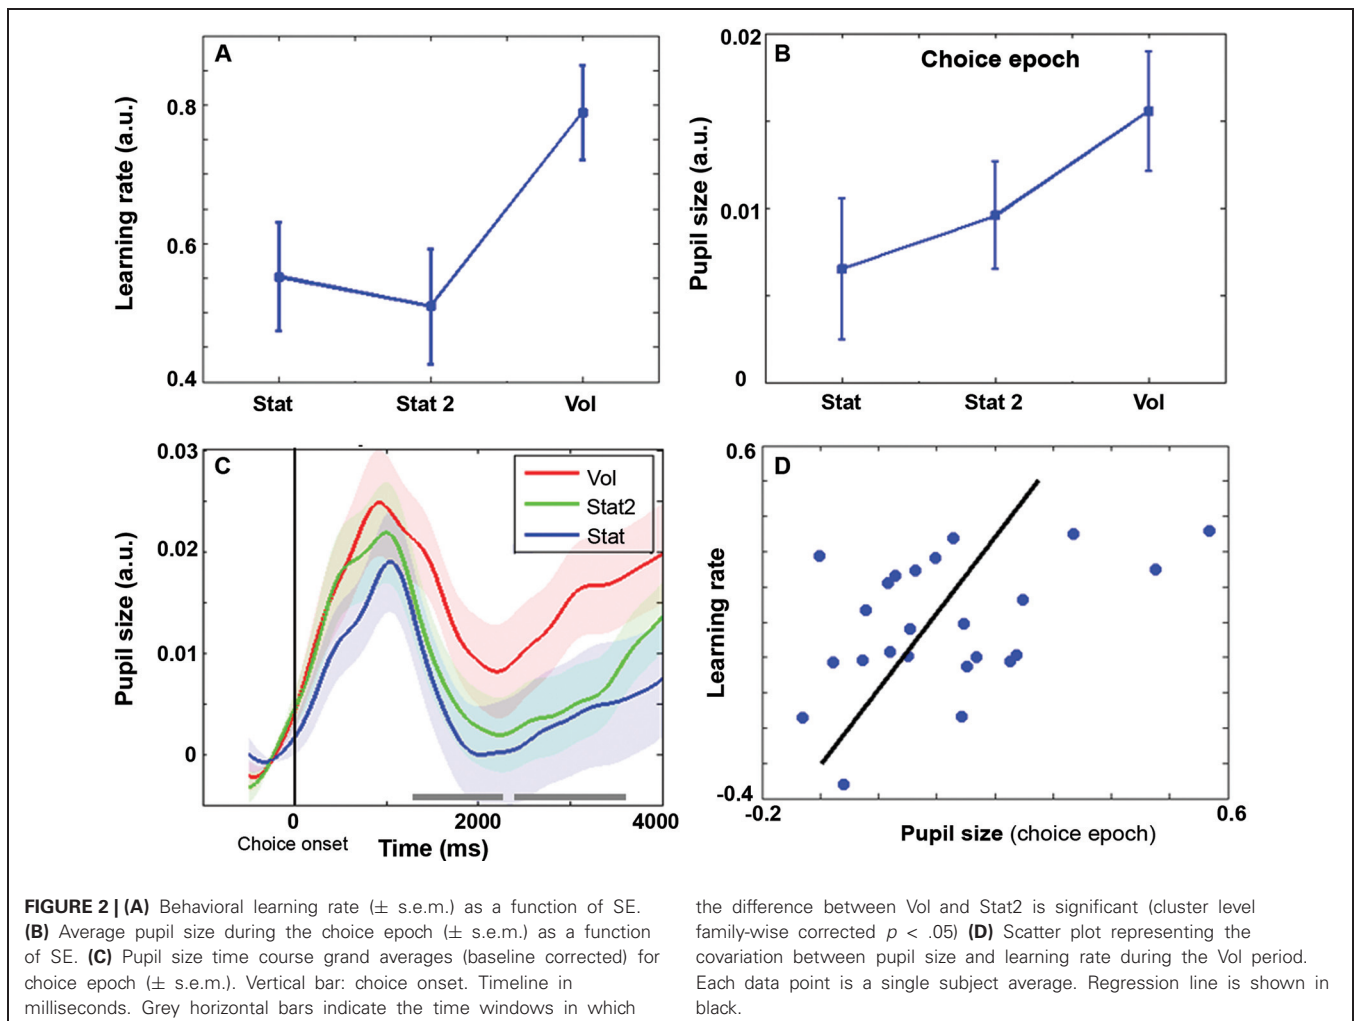 A
Learning rate (a.u.)
0.8
0.6
0.4
Stat
Stat 2
Vol
B
Choice epoch
Pupil size (a.u.)
0.02
0.01
0
Stat
Stat 2
Vol
C
Pupil size (a.u.)
0.03
0.02
0.01
0
Vol
Stat2
Stat
0
2000
4000
Choice onset
Time (ms)
D
Learning rate
0.6
-0.4
-0.2
0.6
Pupil size (choice epoch)
FIGURE 2 | (A) Behavioral learning rate (± s.e.m.) as a function of SE.
(B) Average pupil size during the choice epoch (± s.e.m.) as a function
of SE. (C) Pupil size time course grand averages (baseline corrected) for
choice epoch (± s.e.m.). Vertical bar: choice onset. Timeline in
milliseconds. Grey horizontal bars indicate the time windows in which
the difference between Vol and Stat2 is significant (cluster level
family-wise corrected p < .05) (D) Scatter plot representing the
covariation between pupil size and learning rate during the Vol period.
Each data point is a single subject average. Regression line is shown in
black.